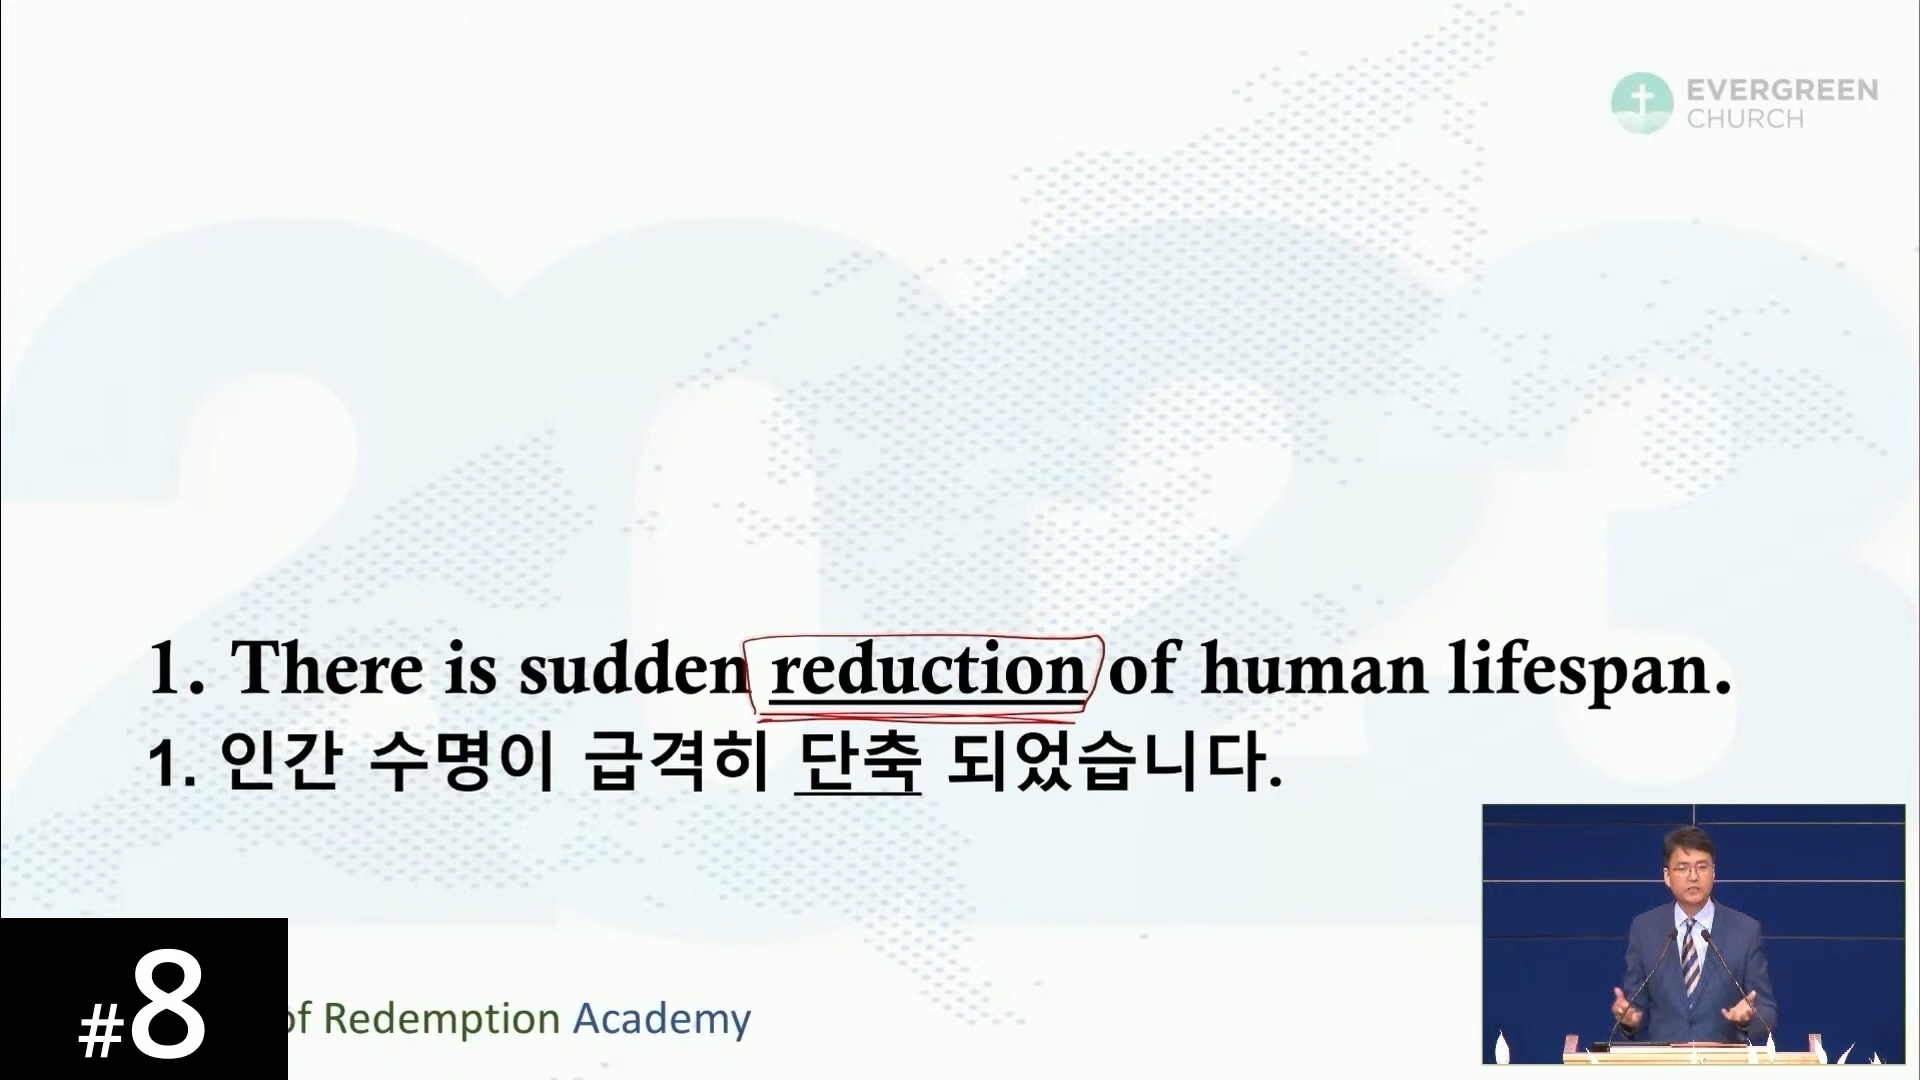 EVERGREEN
CHURCH
1. There is sudden reduction of human lifespan.
1. 인간 수명이 급격히 단축 되었습니다.
#8
of Redemption Academy